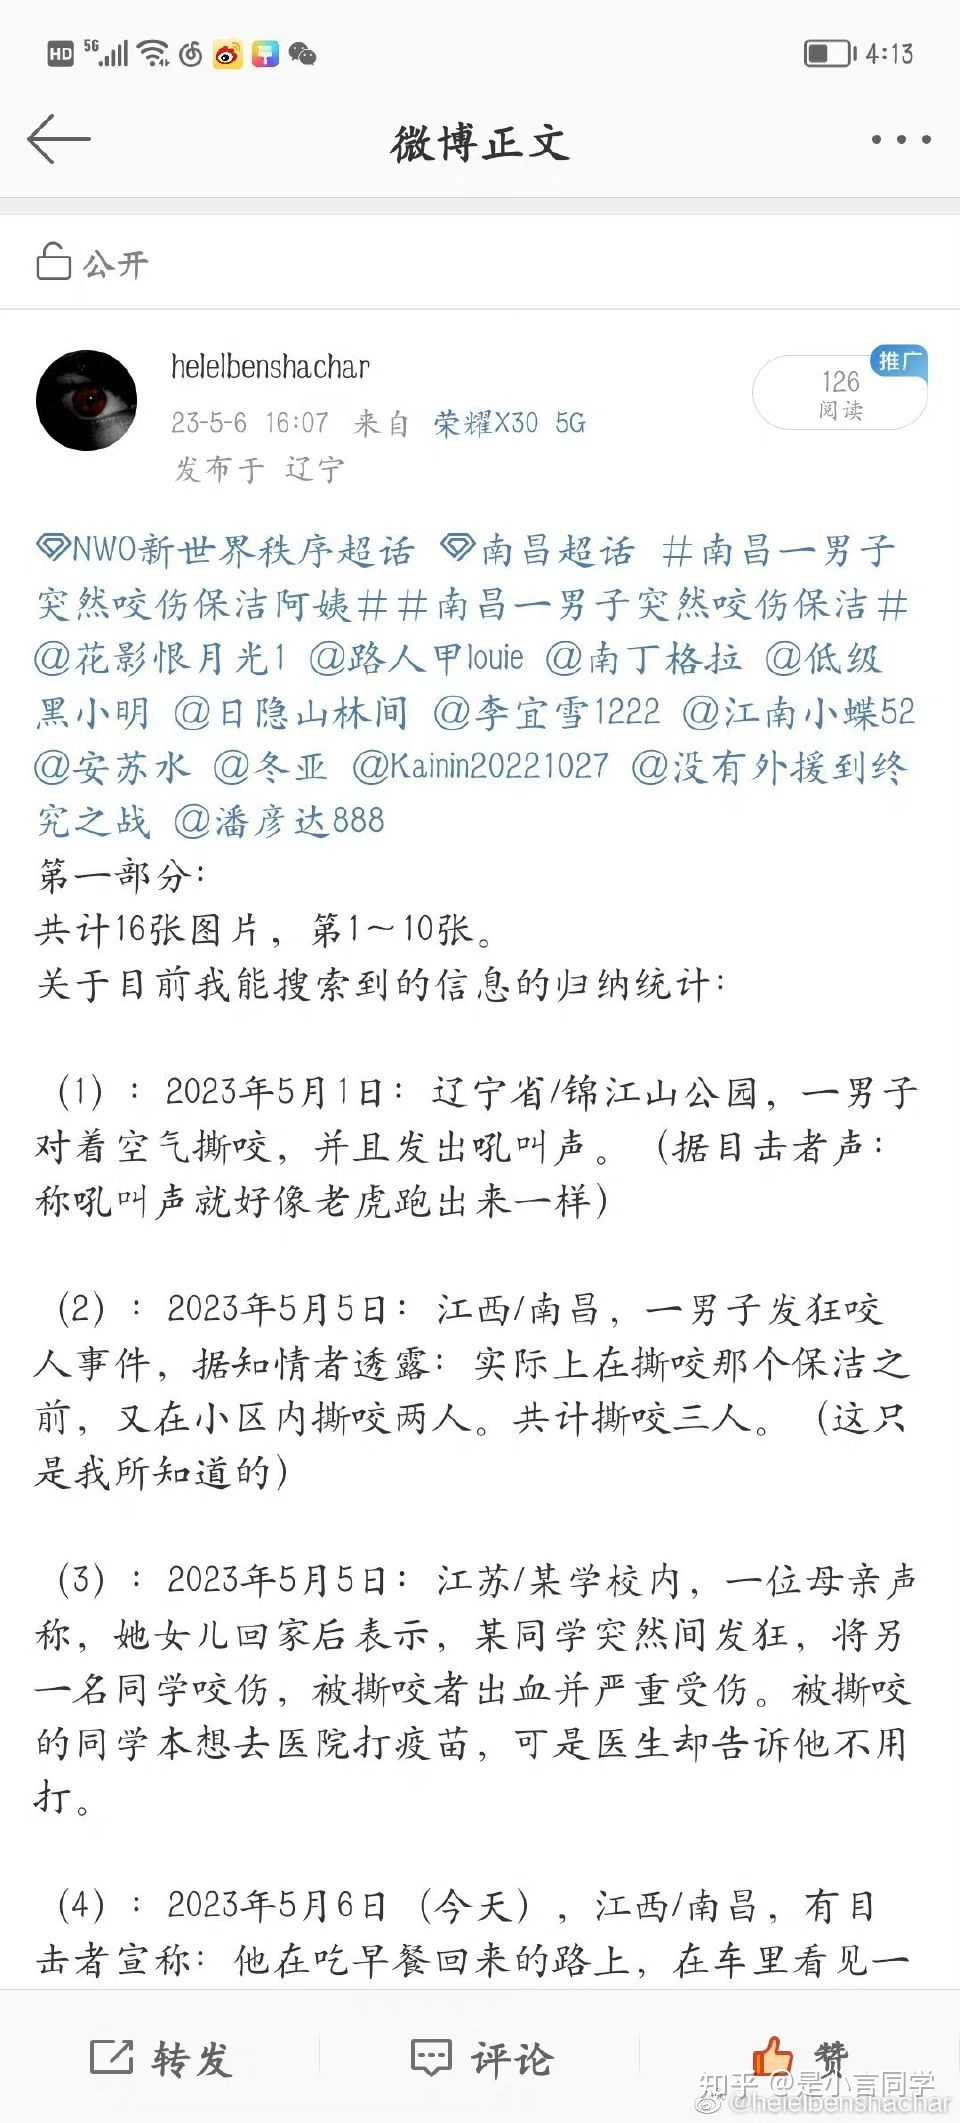 HD 5G 4:13
微博正文
公开
helelbenshachar
推广
126
阅读
23-5-6 16:07 来自 荣耀X30 5G
发布于 辽宁
NWO新世界秩序超话 南昌超话 #南昌一男子
突然咬伤保洁阿姨##南昌一男子突然咬伤保洁#
@花影恨月光1 @路人甲louie @南丁格拉 @低级
黑小明 @日隐山林间 @李宜雪1222 @江南小蝶52
@安苏水 @冬亚 @Kainin20221027 @没有外援到终
究之战 @潘彦达888
第一部分：
共计16张图片，第1～10张。
关于目前我能搜索到的信息的归纳统计：
（1）：2023年5月1日：辽宁省/锦江山公园，一男子
对着空气撕咬，并且发出吼叫声。（据目击者声：
称吼叫声就好像老虎跑出来一样）
（2）：2023年5月5日：江西/南昌，一男子发狂咬
人事件，据知情者透露：实际上在撕咬那个保洁之
前，又在小区内撕咬两人。共计撕咬三人。（这只
是我所知道的）
（3）：2023年5月5日：江苏/某学校内，一位母亲声
称，她女儿回家后表示，某同学突然间发狂，将另
一名同学咬伤，被撕咬者出血并严重受伤。被撕咬
的同学本想去医院打疫苗，可是医生却告诉他不用
打。
（4）：2023年5月6日（今天），江西/南昌，有目
击者宣称：他在吃早餐回来的路上，在车里看见一
转发 评论 赞
知乎 @是小言同学
@helelbenshachar